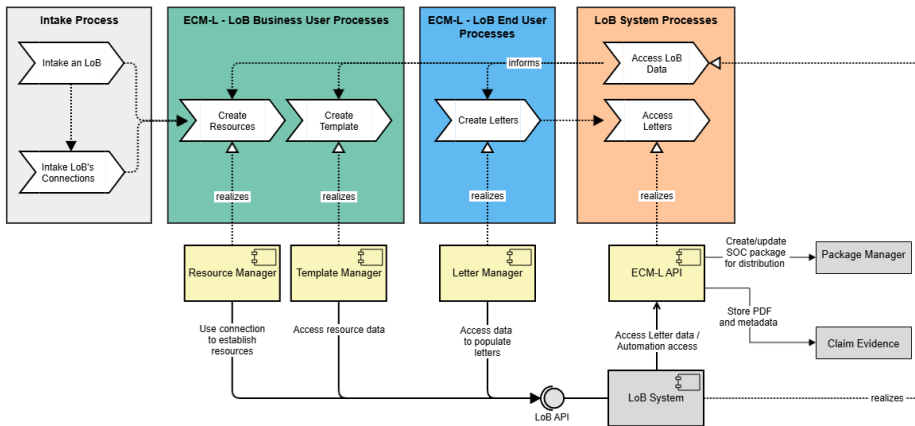 Intake Process
ECM-L - LoB Business User Processes
ECM-L - LoB End User
Processes
LoB System Processes
Intake an LoB
Access LoB
Data
informs
Create
Resources
Create
Template
Create Letters
Access
Letters
Intake LoB's
Connections
realizes
realizes
realizes
realizes
Resource Manager
Template Manager
Letter Manager
ECM-L API
Create/update
SOC package
for distribution
Package Manager
Store PDF
and metadata
Claim Evidence
Use connection
to establish
resources
Access resource data
Access data
to populate
letters
Access Letter data /
Automation access
LoB API
LoB System
realizes